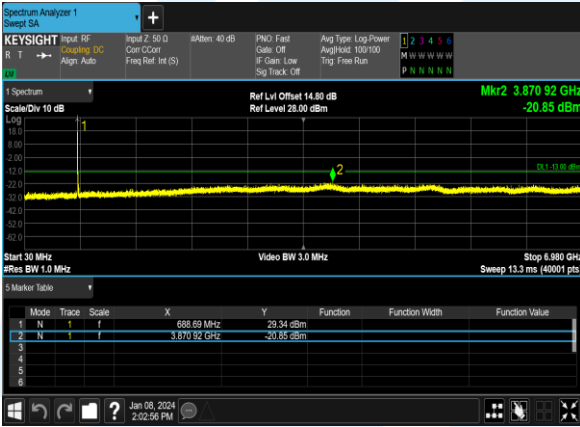 Spectrum Analyzer 1
Swept SA
KEYSIGHT Input: RF Input Z: 50 Ω #Atten: 40 dB PNO: Fast Avg Type: Log-Power 1 2 3 4 5 6
R T Coupling: DC Corr CCorr Gate: Off Avg|Hold: 100/100 M W W W W W
Align: Auto Freq Ref: Int (S) IF Gain: Low Trig: Free Run
Sig Track: Off P N N N N N
1 Spectrum
Ref Lvl Offset 14.80 dB Mkr2 3.870 92 GHz
Scale/Div 10 dB Ref Level 28.00 dBm -20.85 dBm
Log
18.0
8.00
-2.00
-12.0
-22.0
-32.0
-42.0
-52.0
-62.0
1
2
DL1 -13.00 dBm
Start 30 MHz Video BW 3.0 MHz Stop 6.980 GHz
#Res BW 1.0 MHz Sweep 13.3 ms (40001 pts
5 Marker Table
Mode Trace Scale X Y Function Function Width Function Value
1 N 1 f 688.69 MHz 29.34 dBm
2 N 1 f 3.870 92 GHz -20.85 dBm
3
4
5
6
? Jan 08, 2024
2:02:56 PM